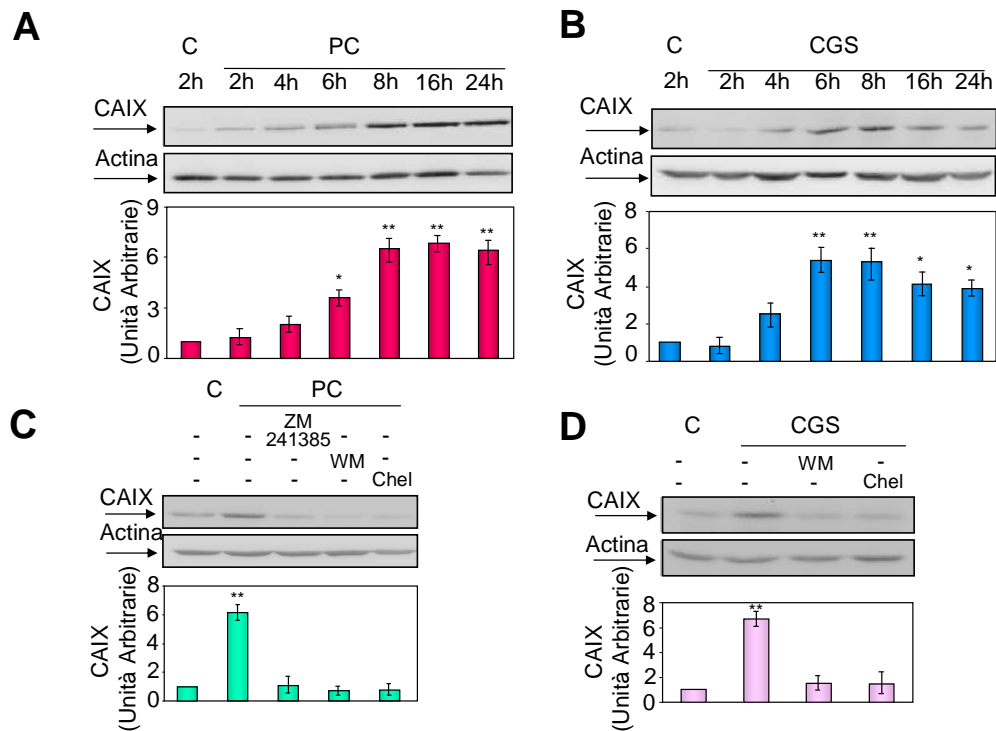 A
C PC
2h 2h 4h 6h 8h 16h 24h
CAIX
Actina
CAIX
(Unità Arbitrarie)
9
6
3
0
* ** ** **
B
C CGS
2h 2h 4h 6h 8h 16h 24h
CAIX
Actina
CAIX
(Unità Arbitrarie)
8
6
4
2
0
** ** * *
C
C PC
ZM
- - 241385 - -
- - - WM -
- - - - Chel
CAIX
Actina
CAIX
(Unità Arbitrarie)
8
6
4
2
0
**
D
C CGS
- - WM -
- - - Chel
CAIX
Actina
CAIX
(Unità Arbitrarie)
8
6
4
2
0
**